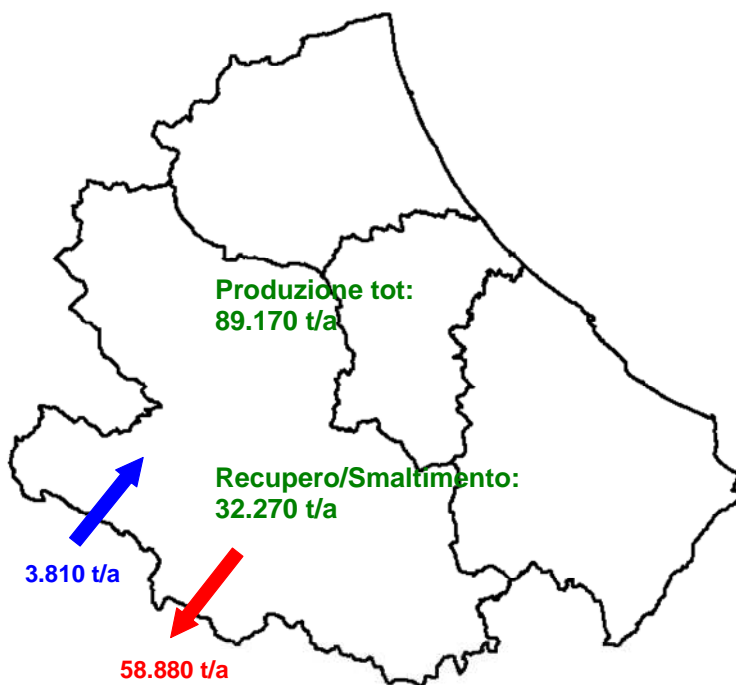 Produzione tot:
89.170 t/a
Recupero/Smaltimento:
32.270 t/a
3.810 t/a
58.880 t/a